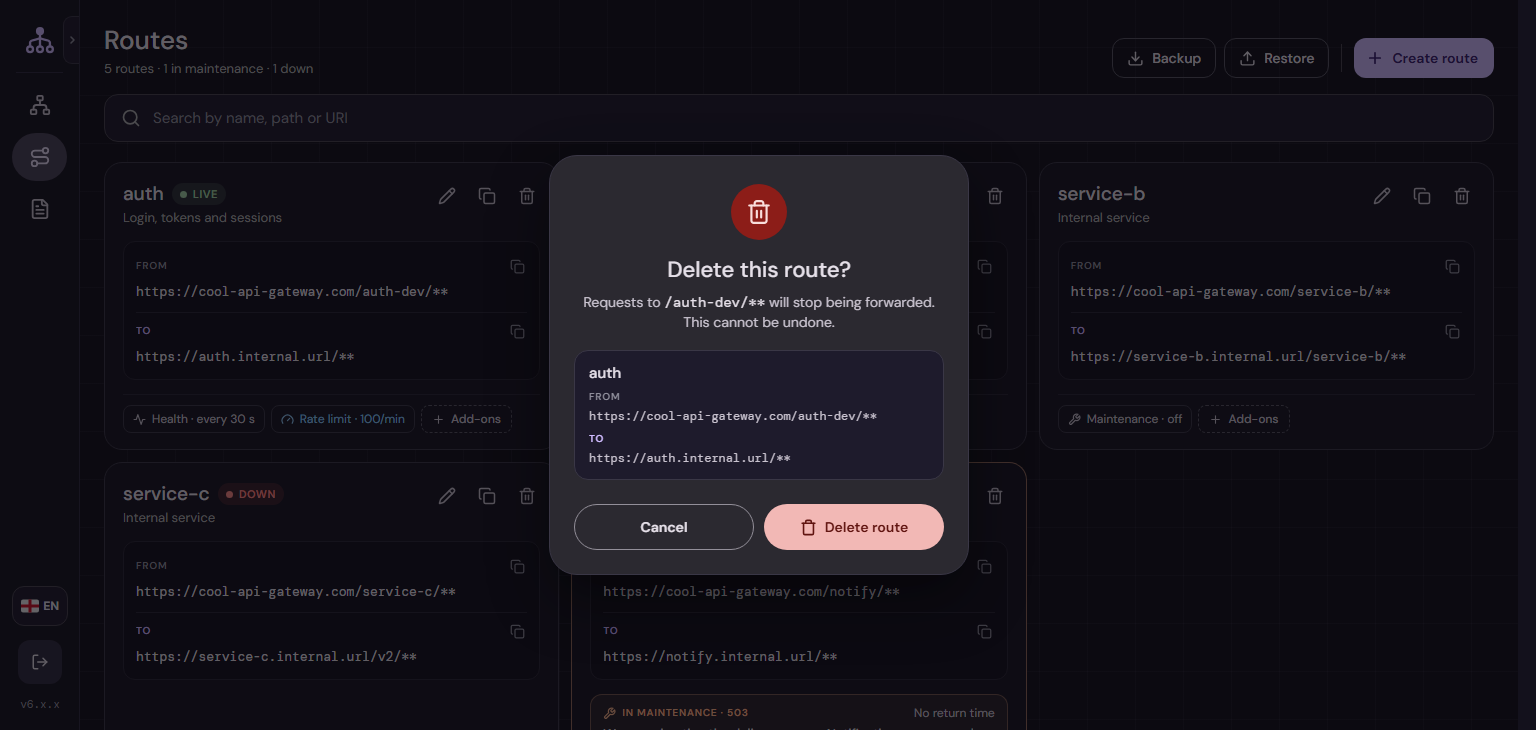 Routes
5 routes · 1 in maintenance · 1 down
Backup
Restore
Create route
Search by name, path or URI
auth
LIVE
Login, tokens and sessions
FROM
https://cool-api-gateway.com/auth-dev/**
TO
https://auth.internal.url/**
Health · every 30 s
Rate limit · 100/min
Add-ons
service-b
Internal service
FROM
https://cool-api-gateway.com/service-b/**
TO
https://service-b.internal.url/service-b/**
Maintenance · off
Add-ons
Delete this route?
Requests to /auth-dev/** will stop being forwarded.
This cannot be undone.
auth
FROM
https://cool-api-gateway.com/auth-dev/**
TO
https://auth.internal.url/**
Cancel
Delete route
service-c
DOWN
Internal service
FROM
https://cool-api-gateway.com/service-c/**
TO
https://service-c.internal.url/v2/**
https://cool-api-gateway.com/notify/**
TO
https://notify.internal.url/**
IN MAINTENANCE · 503
No return time
EN
v6.x.x